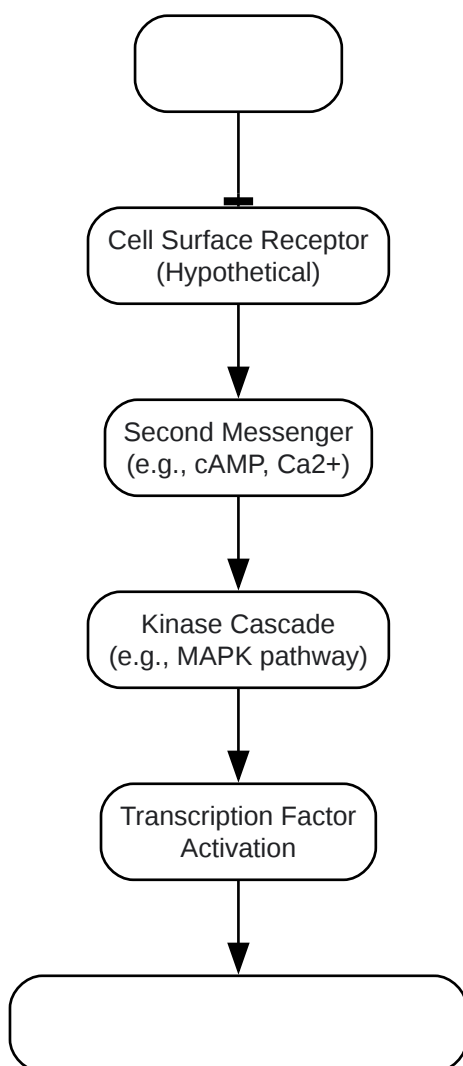 Cell Surface Receptor
(Hypothetical)
Second Messenger
(e.g., cAMP, Ca2+)
Kinase Cascade
(e.g., MAPK pathway)
Transcription Factor
Activation